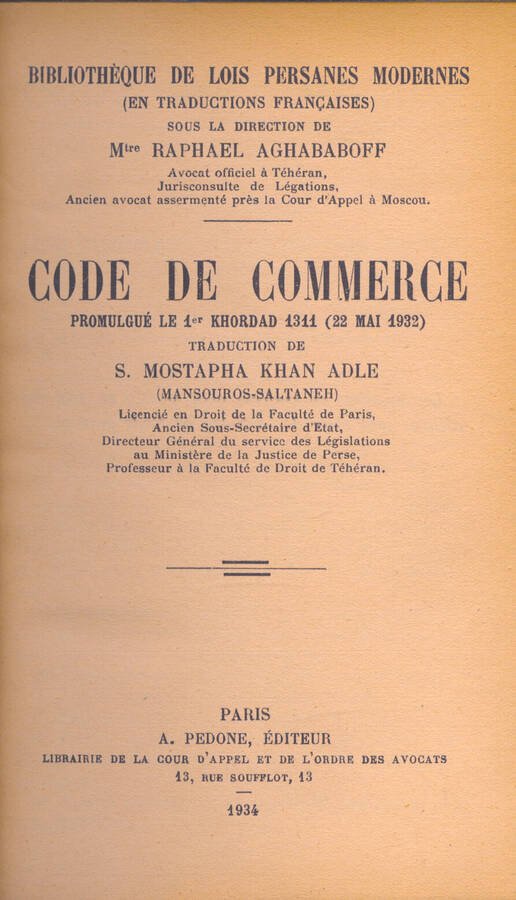 BIBLIOTHÈQUE DE LOIS PERSANES MODERNES
(EN TRADUCTIONS FRANÇAISES)
SOUS LA DIRECTION DE
Mtre RAPHAEL AGHABABOFF
Avocat officiel à Téhéran,
Jurisconsulte de Légations,
Ancien avocat assermenté près la Cour d'Appel à Moscou.
CODE DE COMMERCE
PROMULGUÉ LE 1er KHORDAD 1311 (22 MAI 1932)
TRADUCTION DE
S. MOSTAPHA KHAN ADLE
(MANSOUROS-SALTANEH)
Licencié en Droit de la Faculté de Paris,
Ancien Sous-Secrétaire d'Etat,
Directeur Général du service des Législations
au Ministère de la Justice de Perse,
Professeur à la Faculté de Droit de Téhéran.
PARIS
A. PEDONE, ÉDITEUR
LIBRAIRIE DE LA COUR D'APPEL ET DE L'ORDRE DES AVOCATS
13, RUE SOUFFLOT, 13
1934